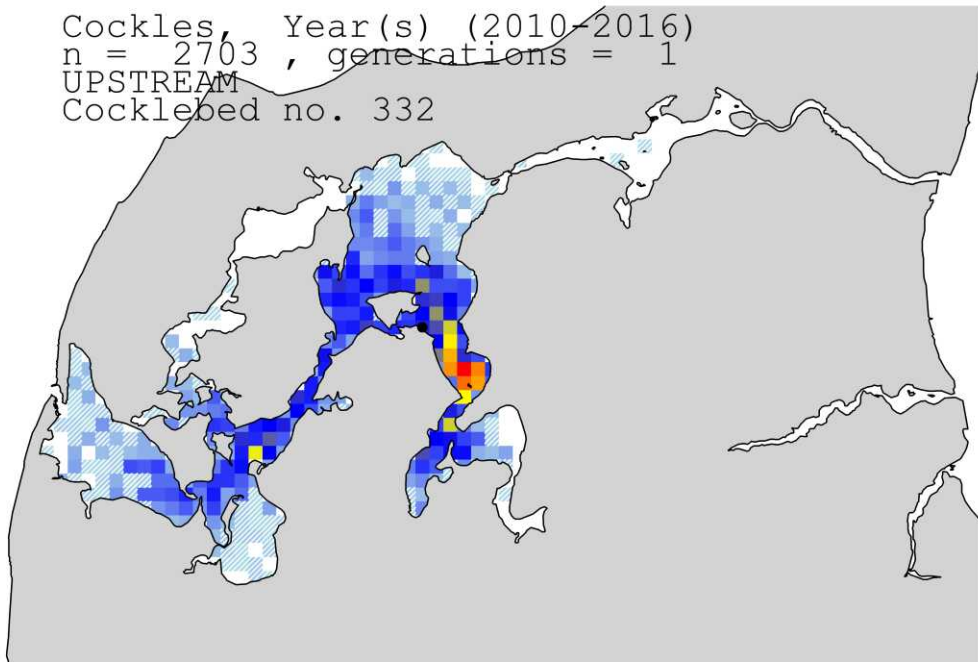 Cockles, Year(s) (2010-2016)
n = 2703 , generations = 1
UPSTREAM
Cocklebed no. 332